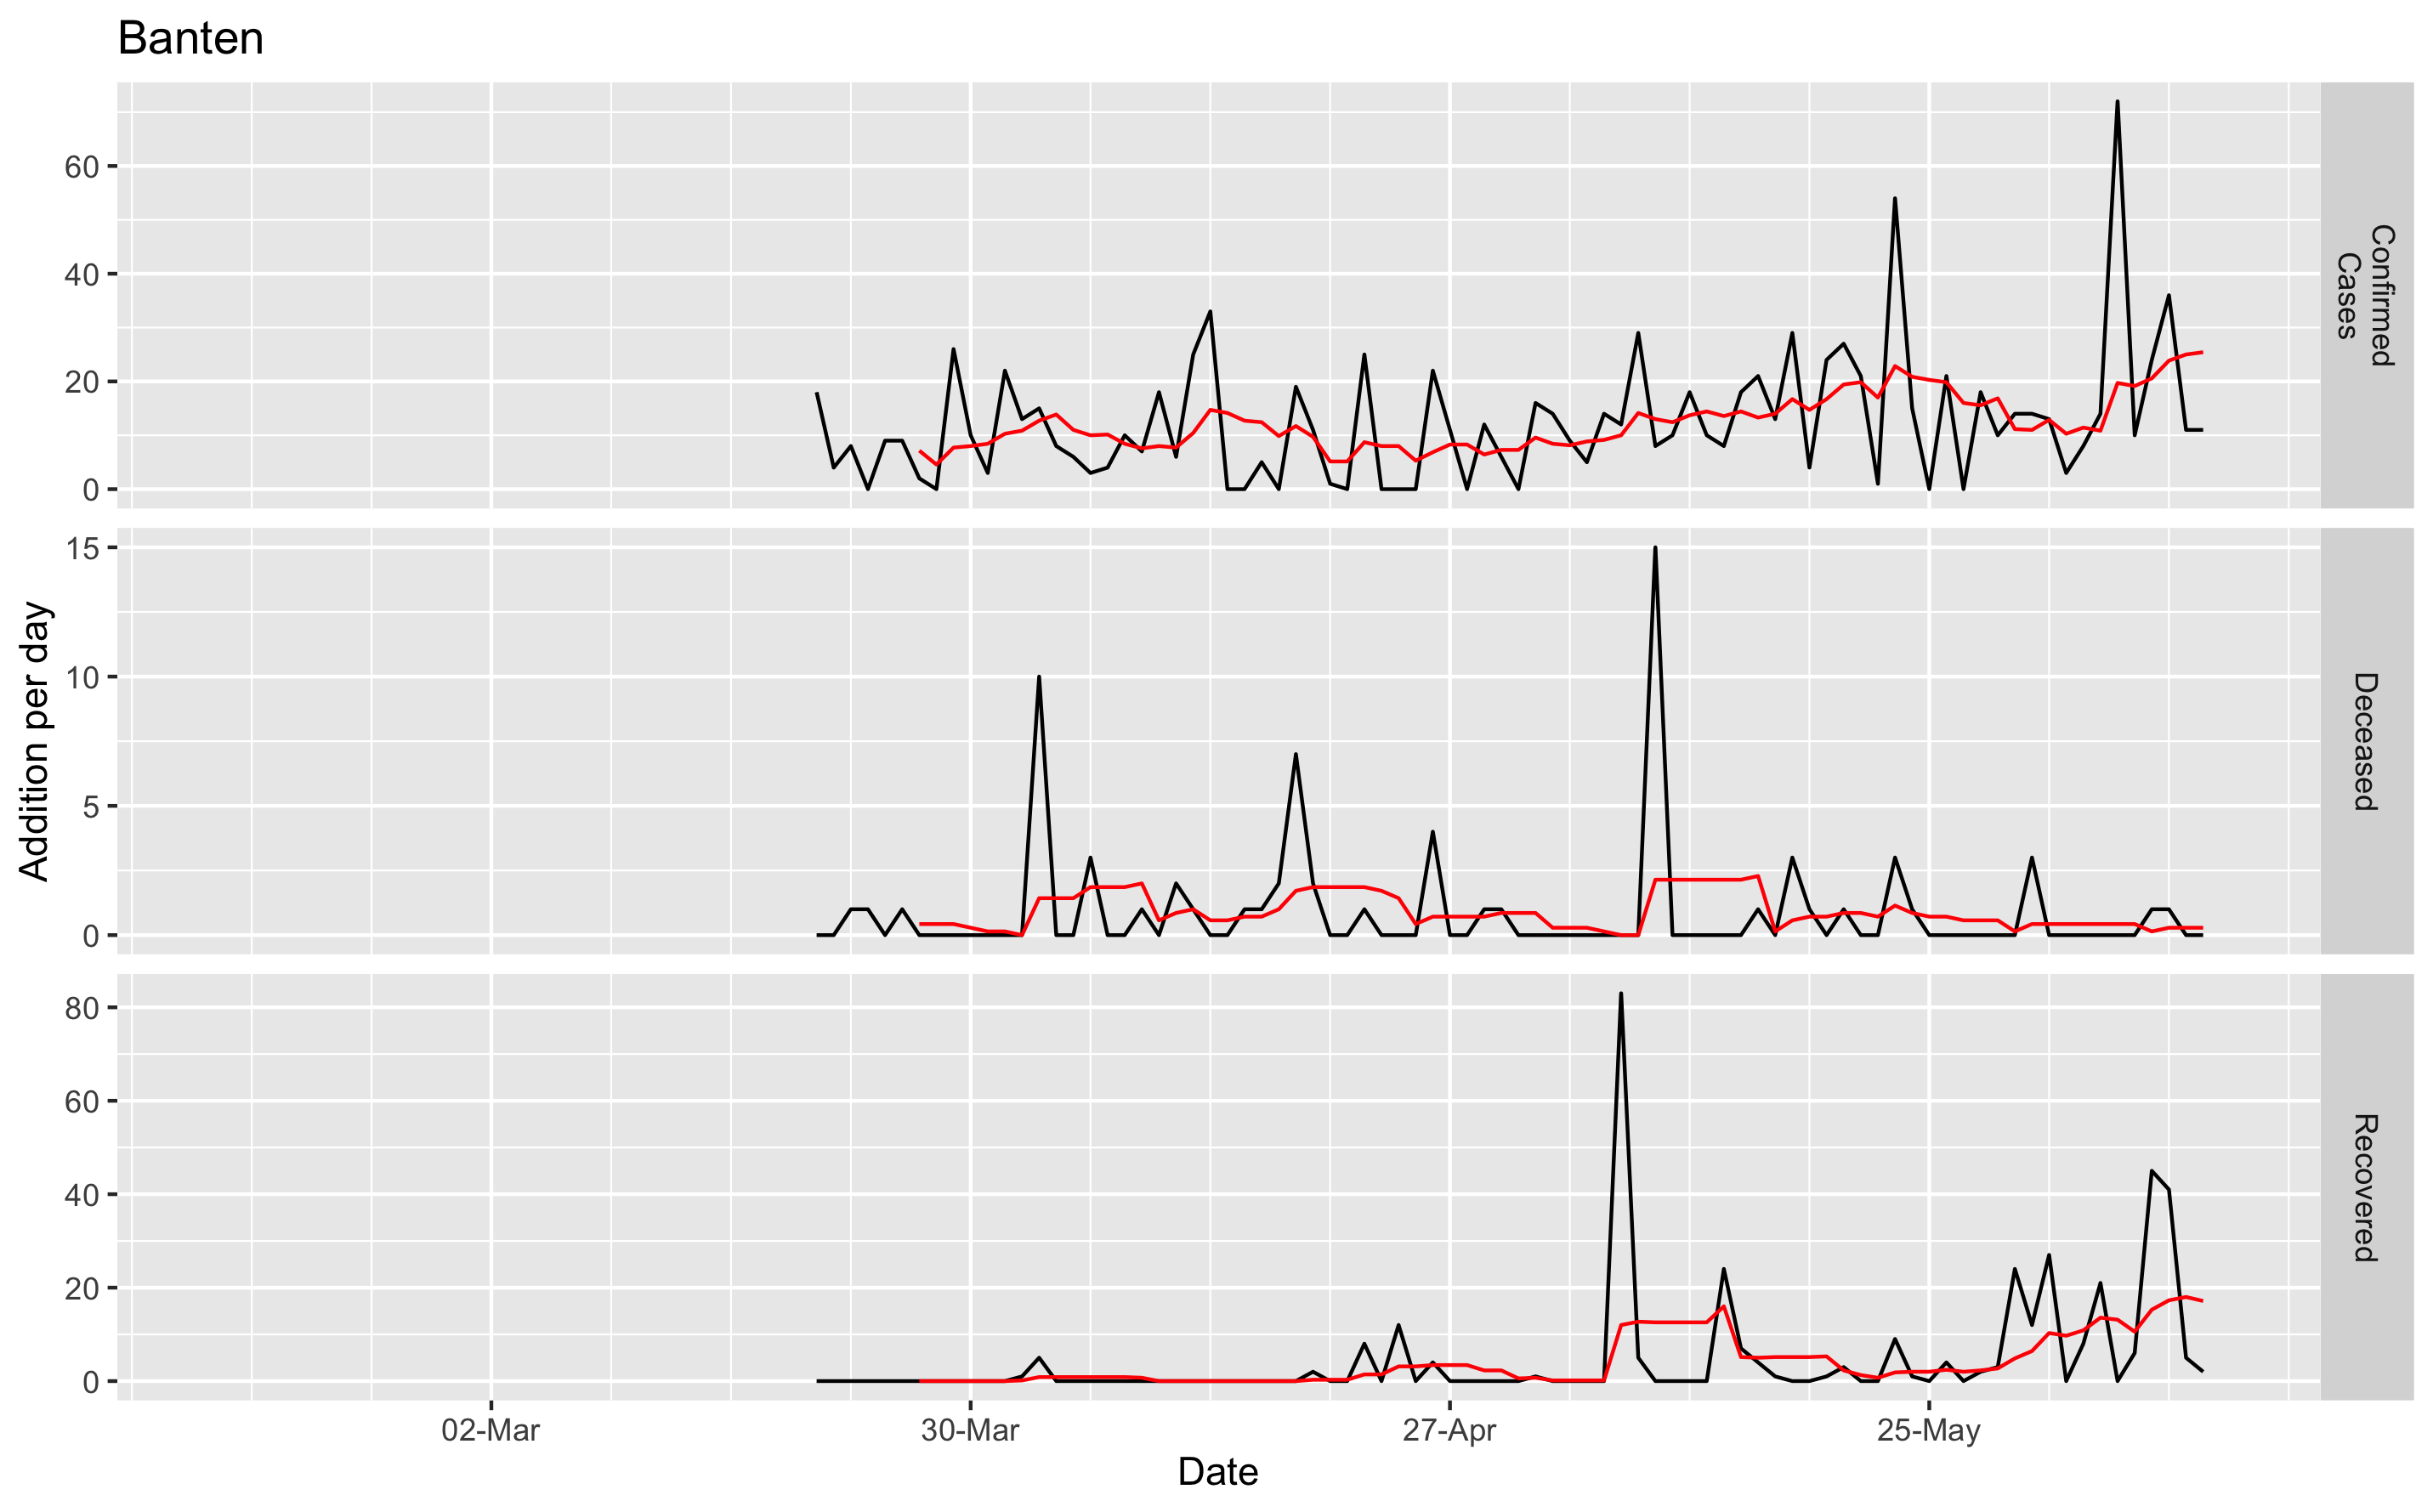 Banten
60
40
20
0
Confirmed
Cases
15
10
5
0
Deceased
80
60
40
20
0
Recovered
Addition per day
02-Mar
30-Mar
27-Apr
25-May
Date